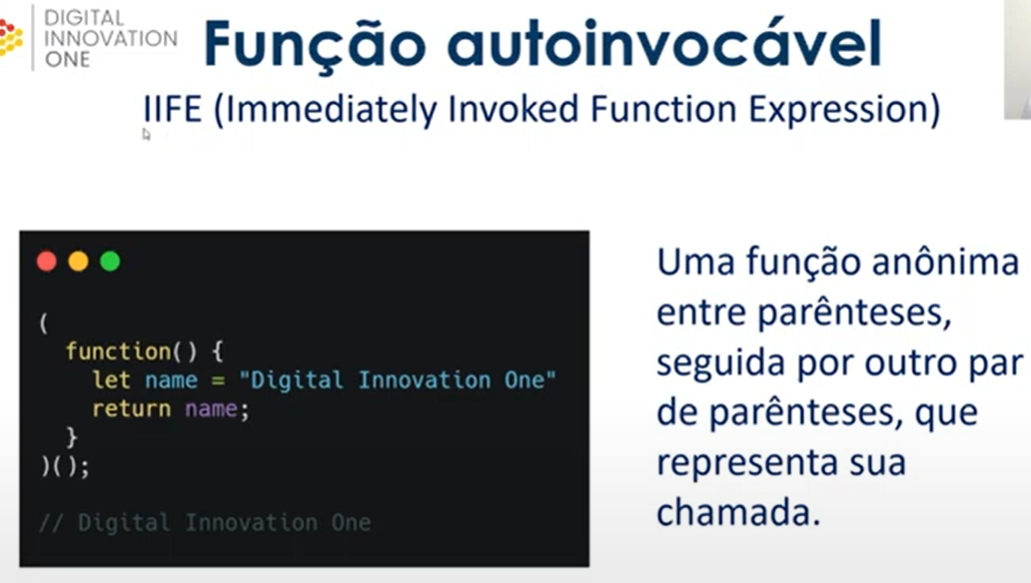 DIGITAL
INNOVATION
ONE
Função autoinvocável
IIFE (Immediately Invoked Function Expression)
(
function() {
let name = "Digital Innovation One"
return name;
}
)();
// Digital Innovation One
Uma função anônima
entre parênteses,
seguida por outro par
de parênteses, que
representa sua
chamada.